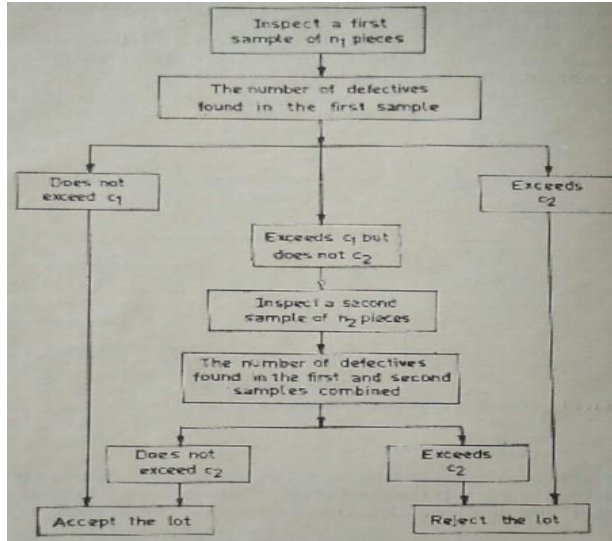 Inspect a first
sample of n₁ pieces
The number of defectives
found in the first sample
Does not
exceed c₁
Exceeds
c₂
Exceeds c₁ but
does not c₂
Inspect a second
sample of n₂ pieces
The number of defectives
found in the first and second
samples combined
Does not
exceed c₂
Exceeds
c₂
Accept the lot
Reject the lot